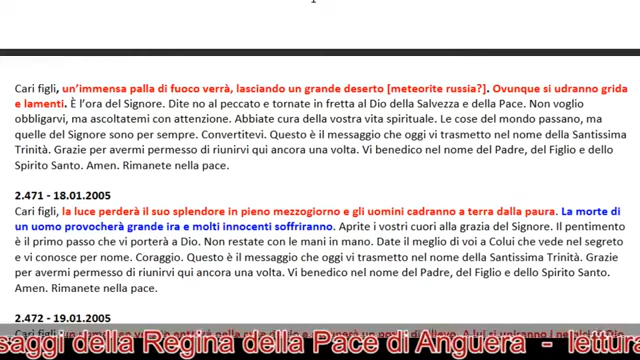 Cari figli, un’immensa palla di fuoco verrà, lasciando un grande deserto [meteorite russia?]. Ovunque si udranno grida
e lamenti. È l’ora del Signore. Dite no al peccato e tornate in fretta al Dio della Salvezza e della Pace. Non voglio
obbligarvi, ma ascoltatemi con attenzione. Abbiate cura della vostra vita spirituale. Le cose del mondo passano, ma
quelle del Signore sono per sempre. Convertitevi. Questo è il messaggio che oggi vi trasmetto nel nome della Santissima
Trinità. Grazie per avermi permesso di riunirvi qui ancora una volta. Vi benedico nel nome del Padre, del Figlio e dello
Spirito Santo. Amen. Rimanete nella pace.
2.471 - 18.01.2005
Cari figli, la luce perderà il suo splendore in pieno mezzogiorno e gli uomini cadranno a terra dalla paura. La morte di
un uomo provocherà grande ira e molti innocenti soffriranno. Aprite i vostri cuori alla grazia del Signore. Il pentimento
è il primo passo che vi porterà a Dio. Non restate con le mani in mano. Date il meglio di voi a Colui che vede nel segreto
e vi conosce per nome. Coraggio. Questo è il messaggio che oggi vi trasmetto nel nome della Santissima Trinità. Grazie
per avermi permesso di riunirvi qui ancora una volta. Vi benedico nel nome del Padre, del Figlio e dello Spirito Santo.
Amen. Rimanete nella pace.
2.472 - 19.01.2005
Cari figli
saggi della Regina della Pace di Anguera - lettura